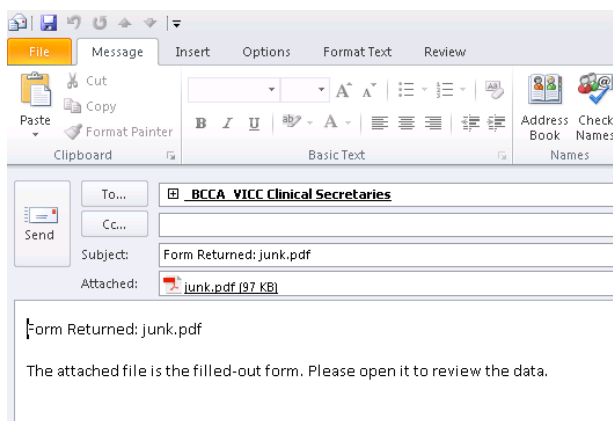 File Message Insert Options Format Text Review
Cut
Copy
Format Painter
Paste
B I U ab A A A A
Address Book
Check Names
Clipboard Basic Text Names
To... _BCCA VICC Clinical Secretaries
Cc...
Send
Subject: Form Returned: junk.pdf
Attached: junk.pdf (97 KB)
Form Returned: junk.pdf
The attached file is the filled-out form. Please open it to review the data.